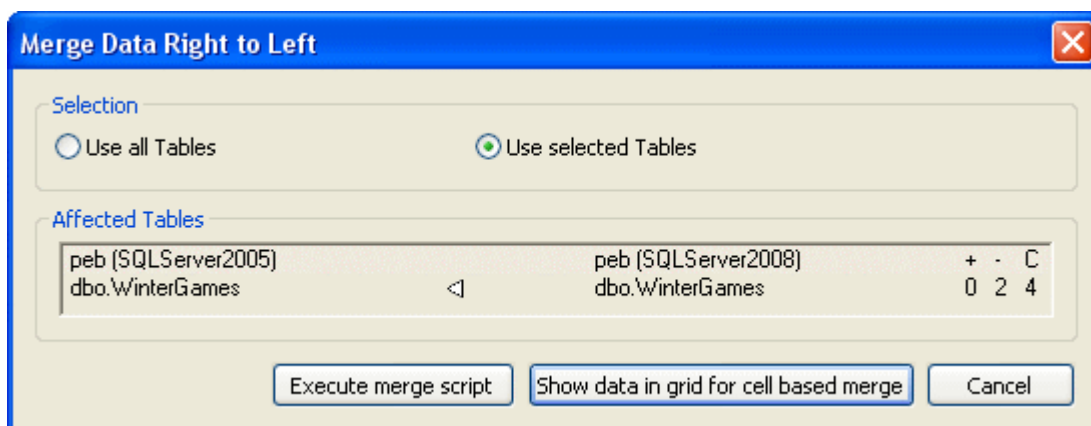 Merge Data Right to Left
Selection
Use all Tables Use selected Tables
Affected Tables
peb (SQLServer2005) peb (SQLServer2008) + - C
dbo.WinterGames dbo.WinterGames 0 2 4
Execute merge script Show data in grid for cell based merge Cancel